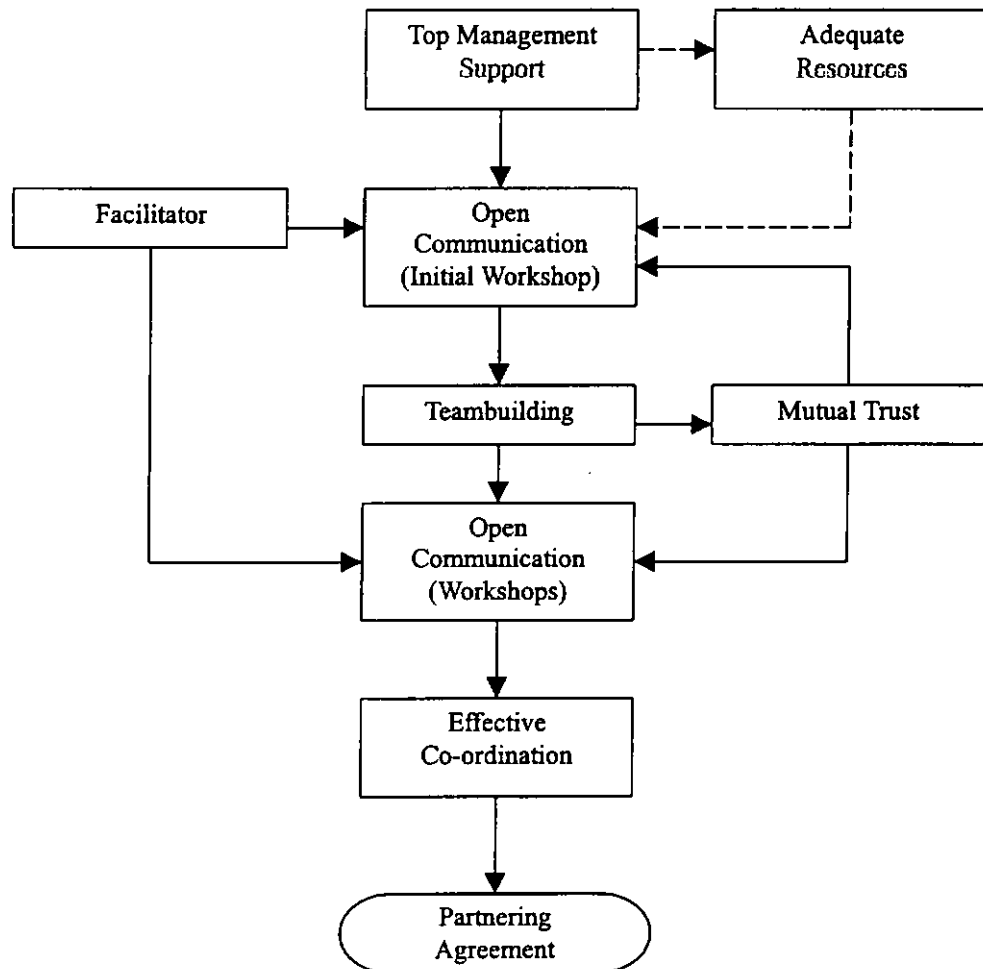 Top Management
Support
Adequate
Resources
Facilitator
Open
Communication
(Initial Workshop)
Teambuilding
Mutual Trust
Open
Communication
(Workshops)
Effective
Co-ordination
Partnering
Agreement